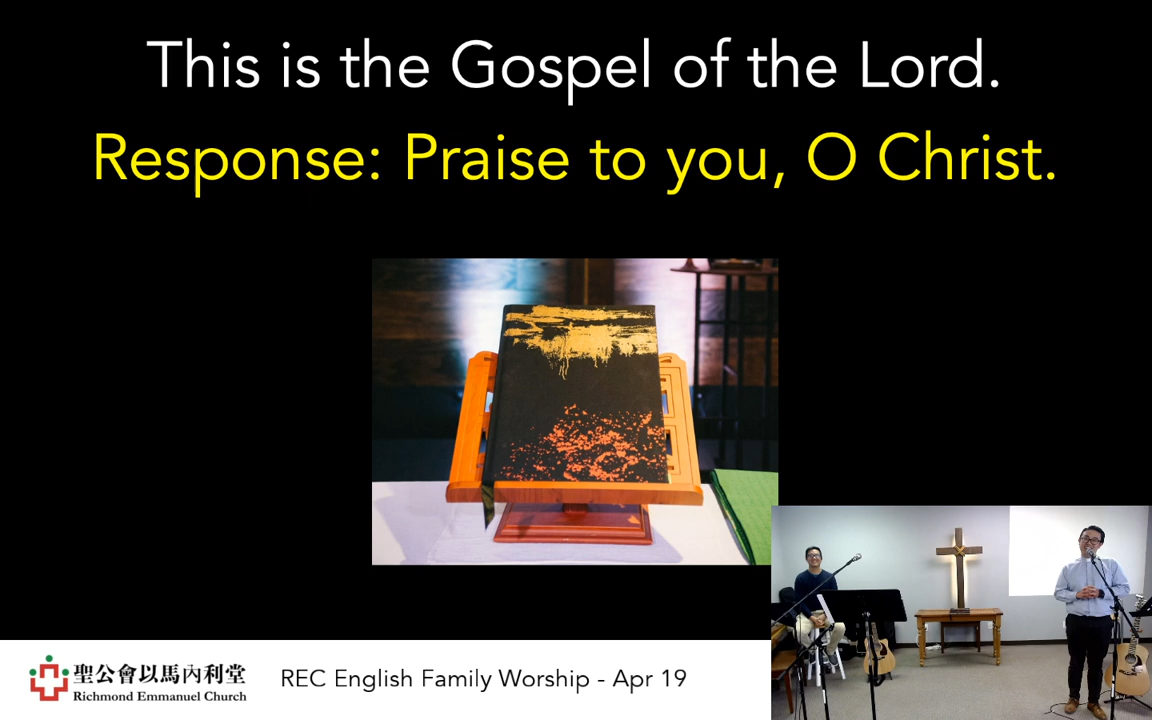 This is the Gospel of the Lord.
Response: Praise to you, O Christ.
聖公會以馬內利堂
Richmond Emmanuel Church
REC English Family Worship - Apr 19